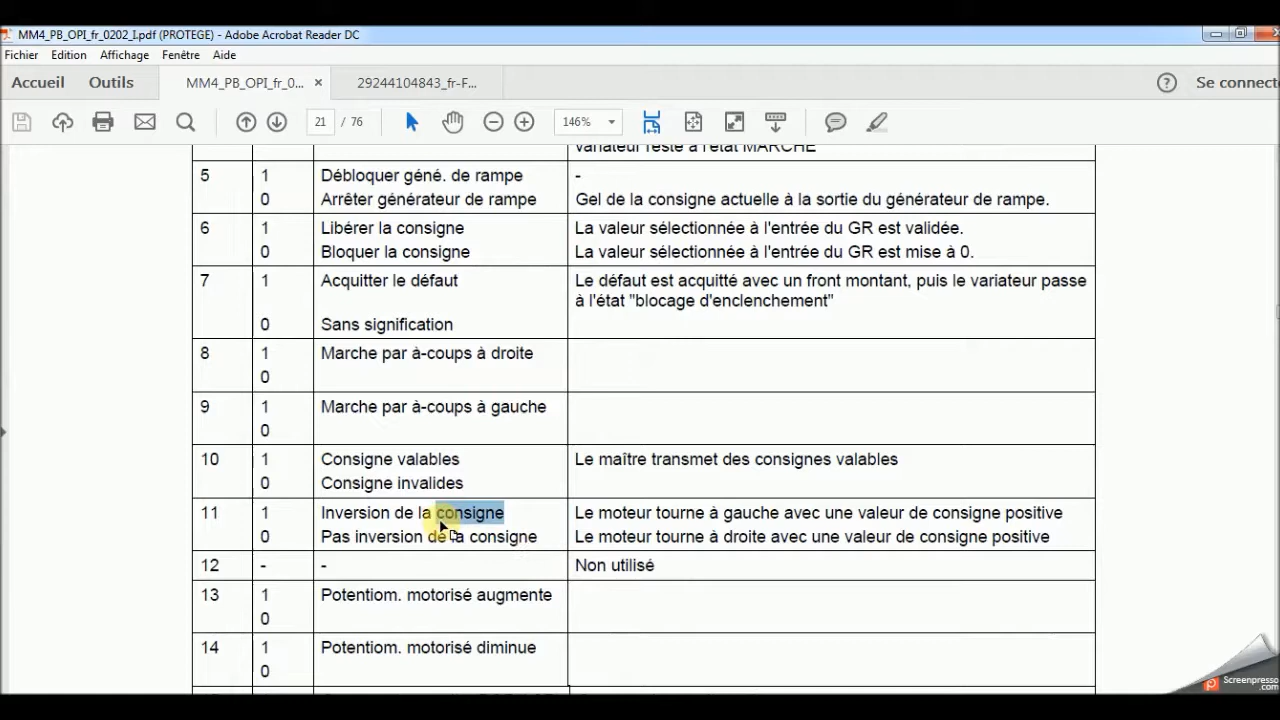 MM4_PB_OPI_fr_0202_I.pdf (PROTEGE) - Adobe Acrobat Reader DC
Fichier Edition Affichage Fenêtre Aide
Accueil Outils MM4_PB_OPI_fr_0... × 29244104843_fr-F... ? Se connect
21 / 76 146%
variateur reste à l'état MARCHE
5 1 Débloquer géné. de rampe -
0 Arrêter générateur de rampe Gel de la consigne actuelle à la sortie du générateur de rampe.
6 1 Libérer la consigne La valeur sélectionnée à l'entrée du GR est validée.
0 Bloquer la consigne La valeur sélectionnée à l'entrée du GR est mise à 0.
7 1 Acquitter le défaut Le défaut est acquitté avec un front montant, puis le variateur passe
à l'état "blocage d'enclenchement"
0 Sans signification
8 1 Marche par à-coups à droite
0
9 1 Marche par à-coups à gauche
0
10 1 Consigne valables Le maître transmet des consignes valables
0 Consigne invalides
11 1 Inversion de la consigne Le moteur tourne à gauche avec une valeur de consigne positive
0 Pas inversion de la consigne Le moteur tourne à droite avec une valeur de consigne positive
12 - - Non utilisé
13 1 Potentiom. motorisé augmente
0
14 1 Potentiom. motorisé diminue
0
Screenpresso
.com